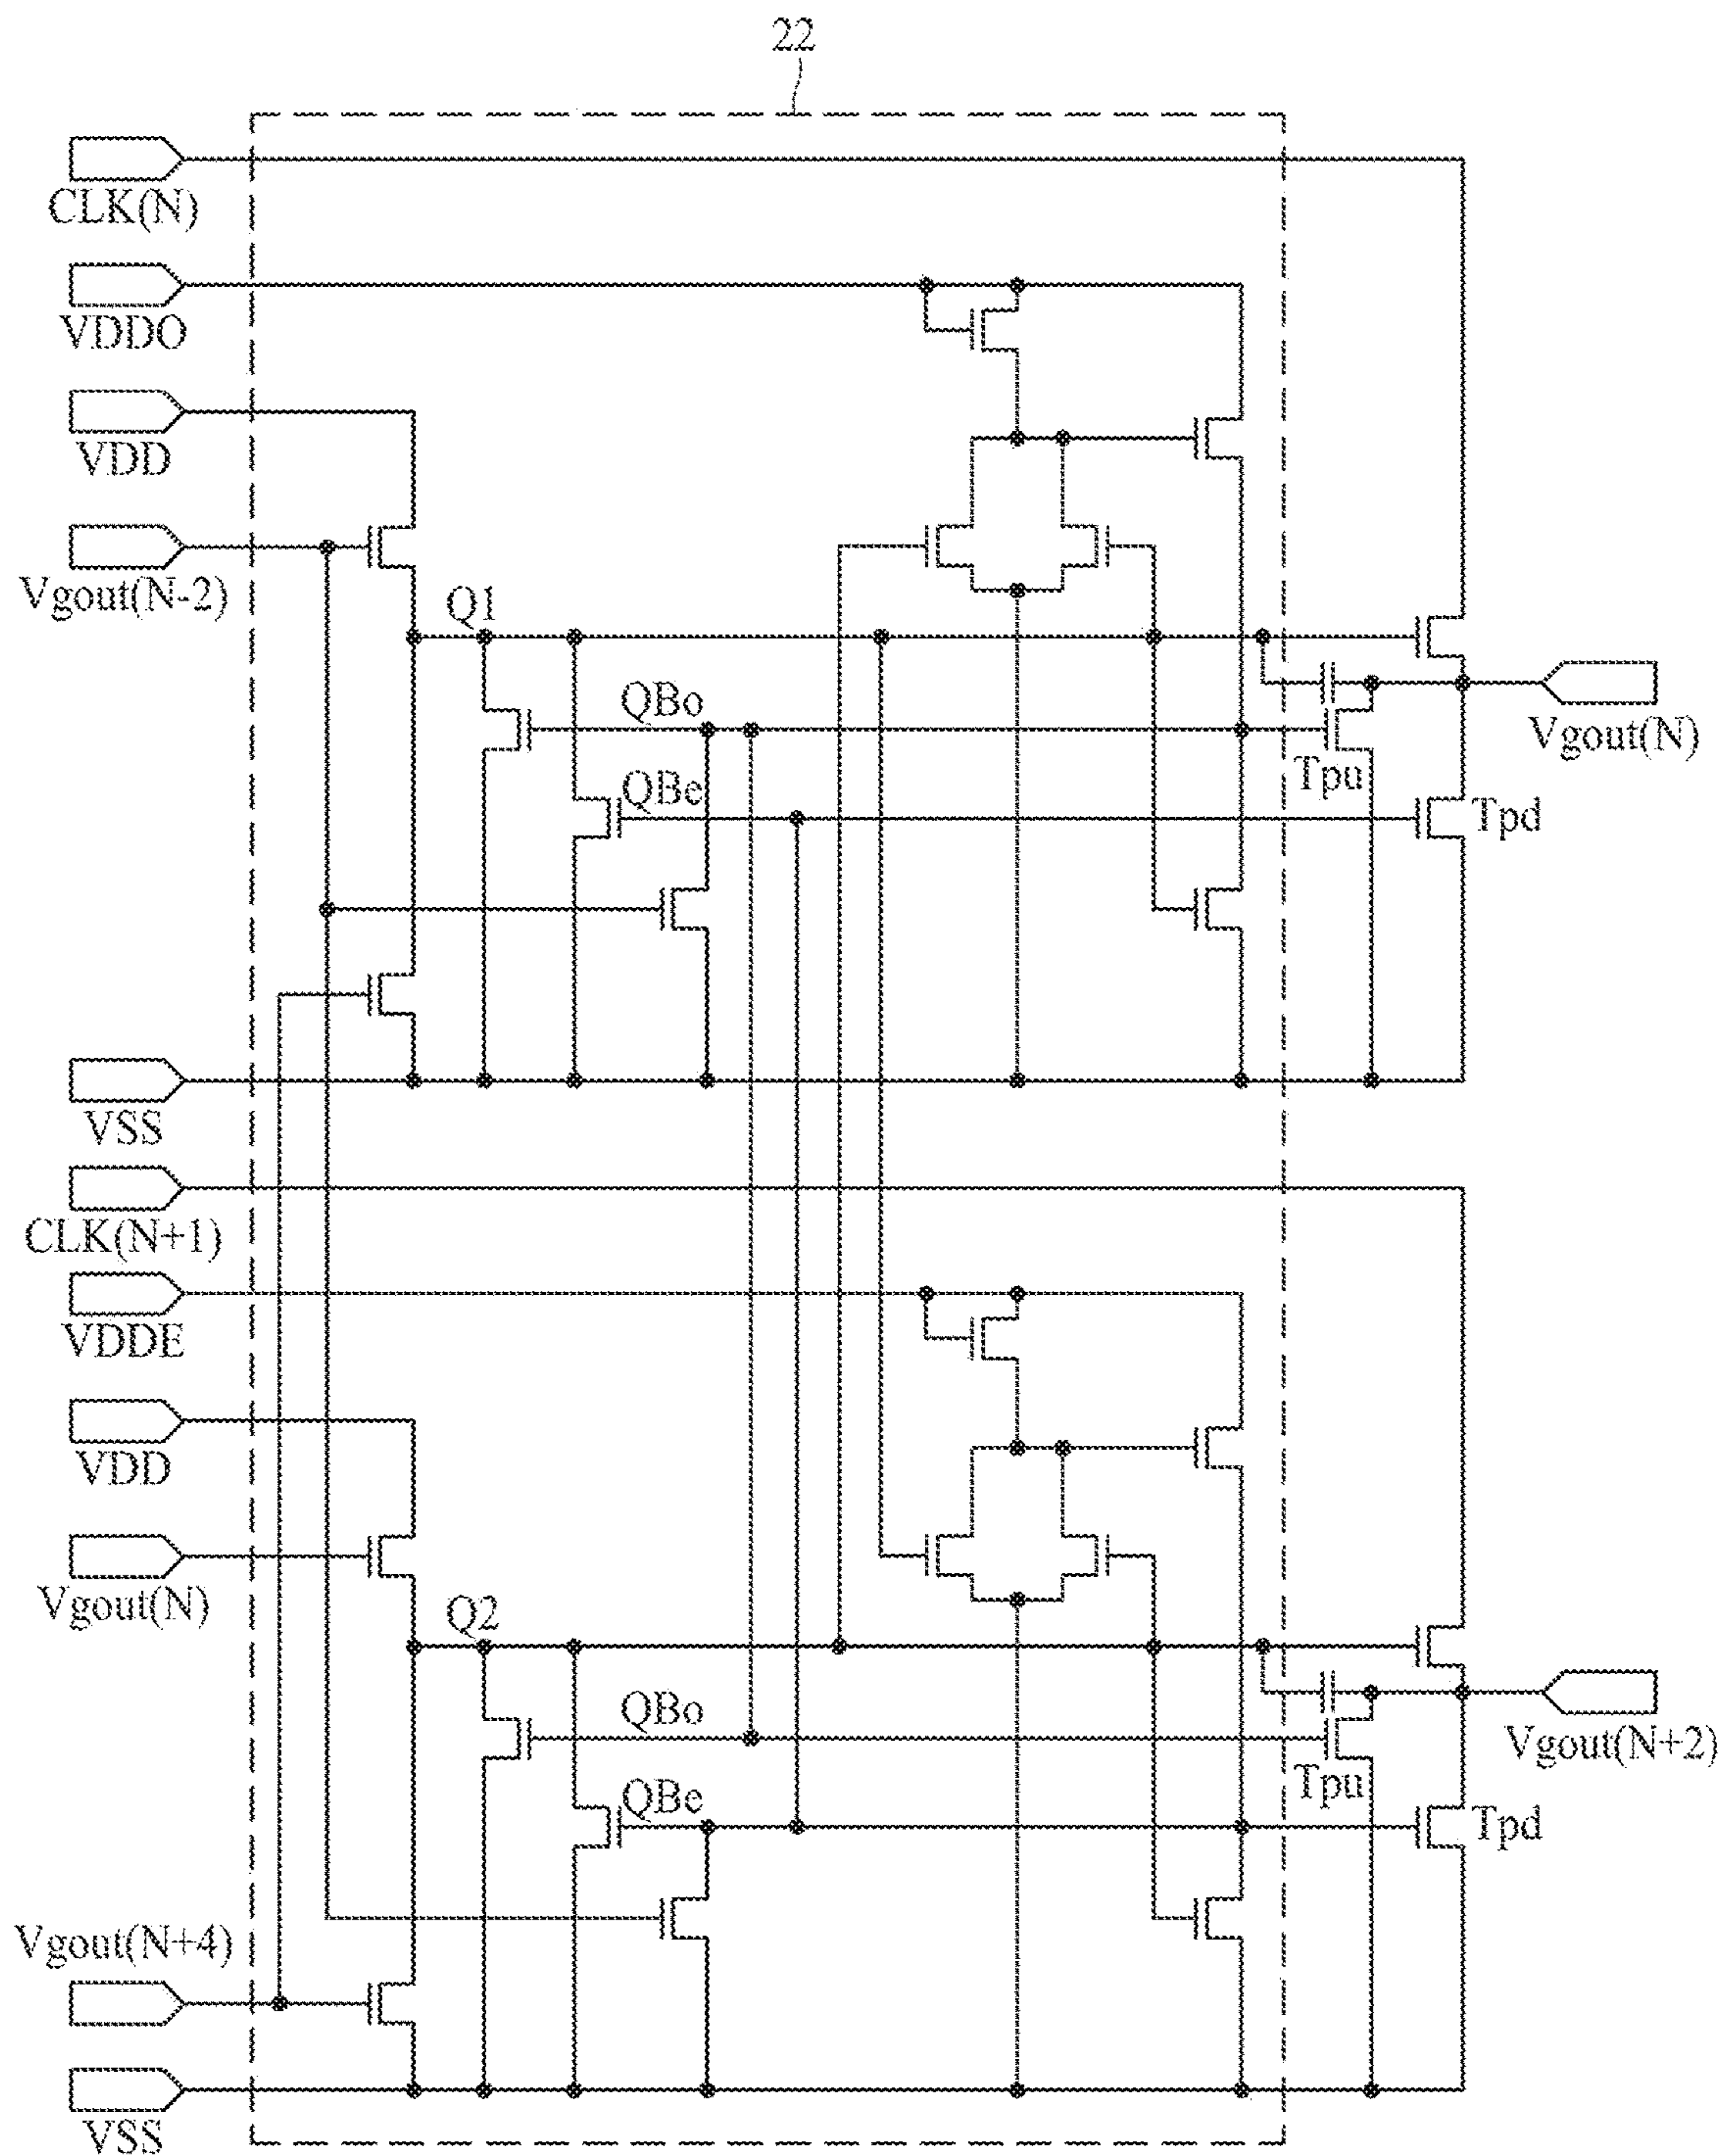 22
CLK(N)
VDDO
VDD
Vgout(N-2)
Q1
QBo
Vgout(N)
Tpu
QBe
Tpd
VSS
CLK(N+1)
VDDE
VDD
Vgout(N)
Q2
QBo
Vgout(N+2)
Tpu
QBe
Tpd
Vgout(N+4)
VSS